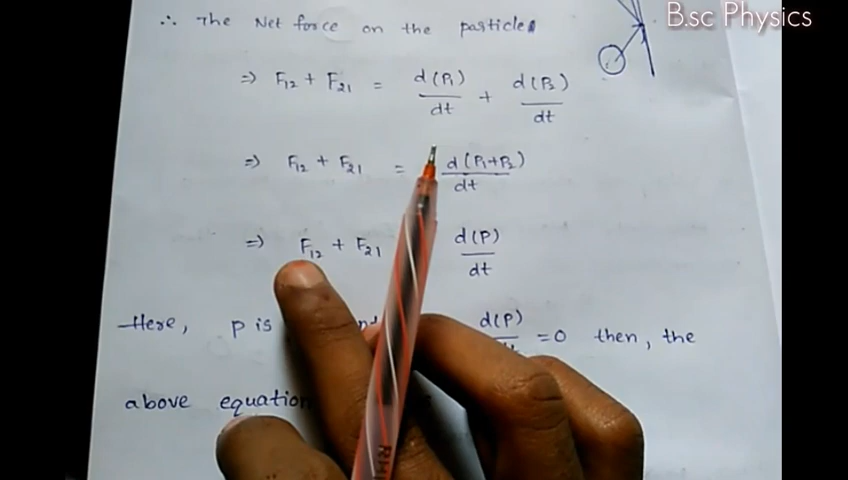 B.sc Physics
∴ The Net force on the particle
⇒ F₁₂ + F₂₁ = d(P₁)/dt + d(P₂)/dt
⇒ F₁₂ + F₂₁ = d(P₁+P₂)/dt
⇒ F₁₂ + F₂₁ d(P)/dt
Here, p is d(P) =0 then, the
above equation